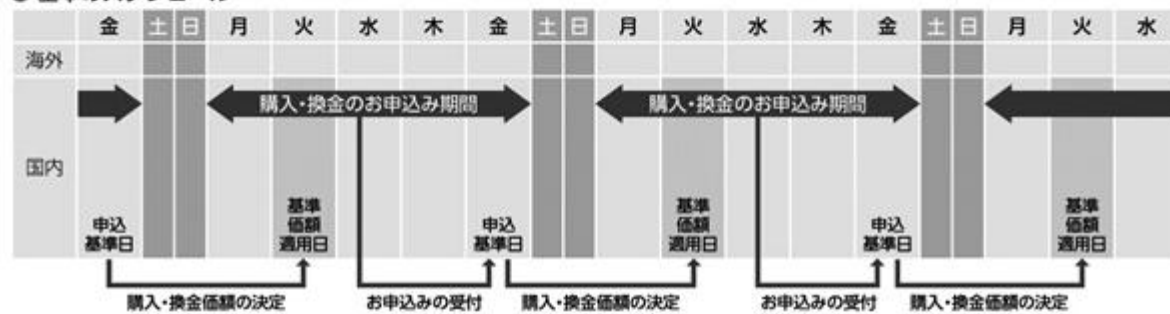 金 土 日 月 火 水 木 金 土 日 月 火 水 木 金 土 日 月 火 水
海外
購入・換金のお申込み期間 購入・換金のお申込み期間
国内
申込
基準日
基準
価額
適用日
申込
基準日
基準
価額
適用日
申込
基準日
基準
価額
適用日
購入・換金価額の決定 お申込みの受付 購入・換金価額の決定 お申込みの受付 購入・換金価額の決定